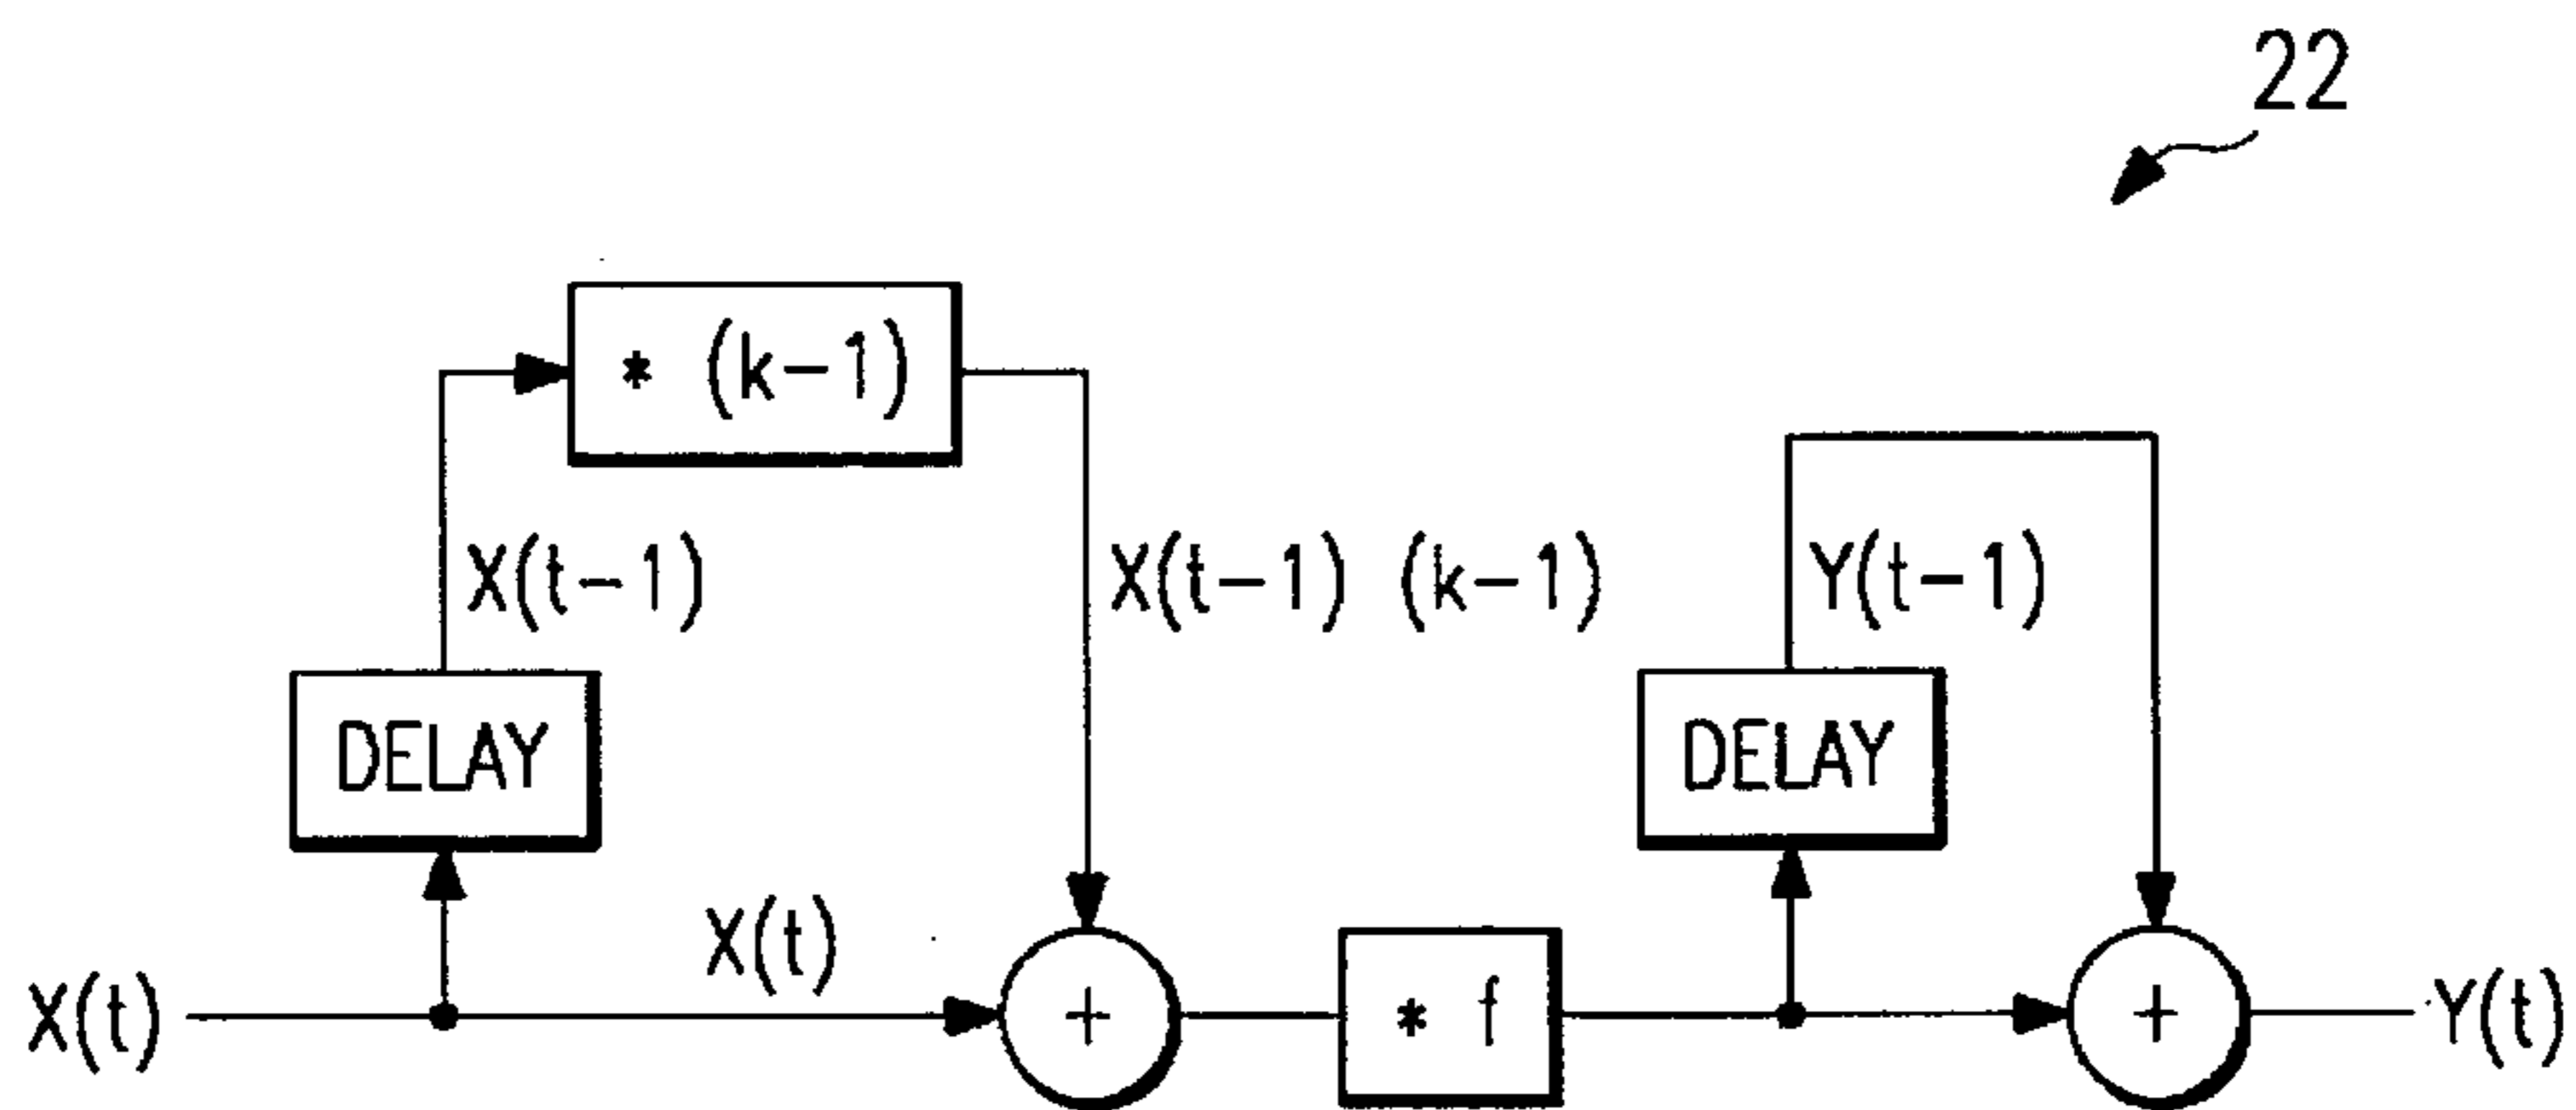 22
* (k-1)
X(t-1)
X(t-1) (k-1)
Y(t-1)
DELAY
DELAY
X(t)
X(t)
+
* f
+
Y(t)